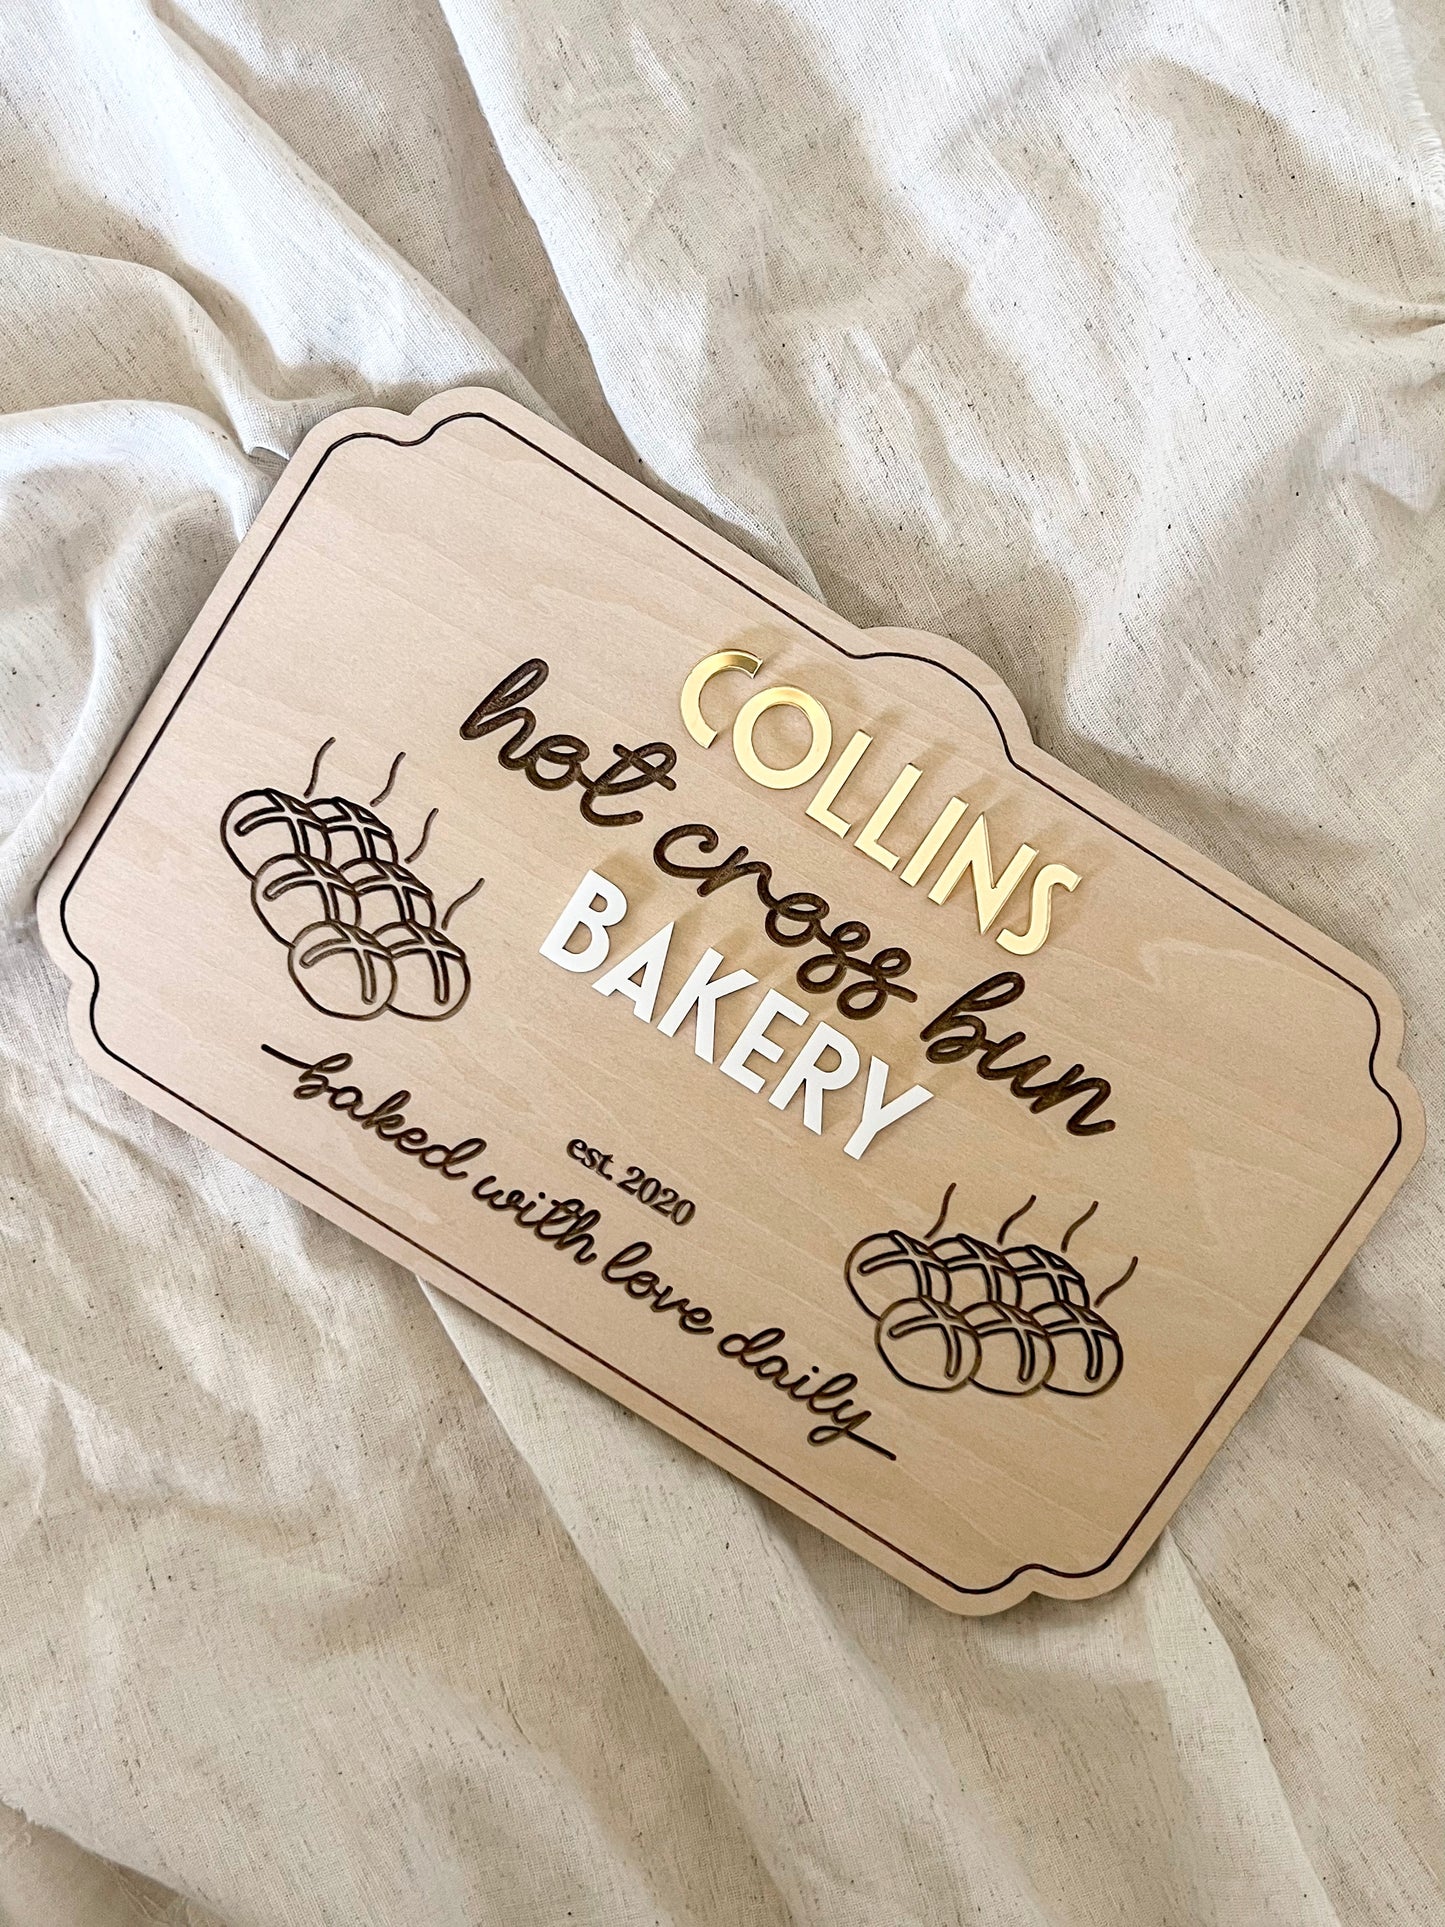 COLLINS
hot cross bun
BAKERY
est. 2020
baked with love daily